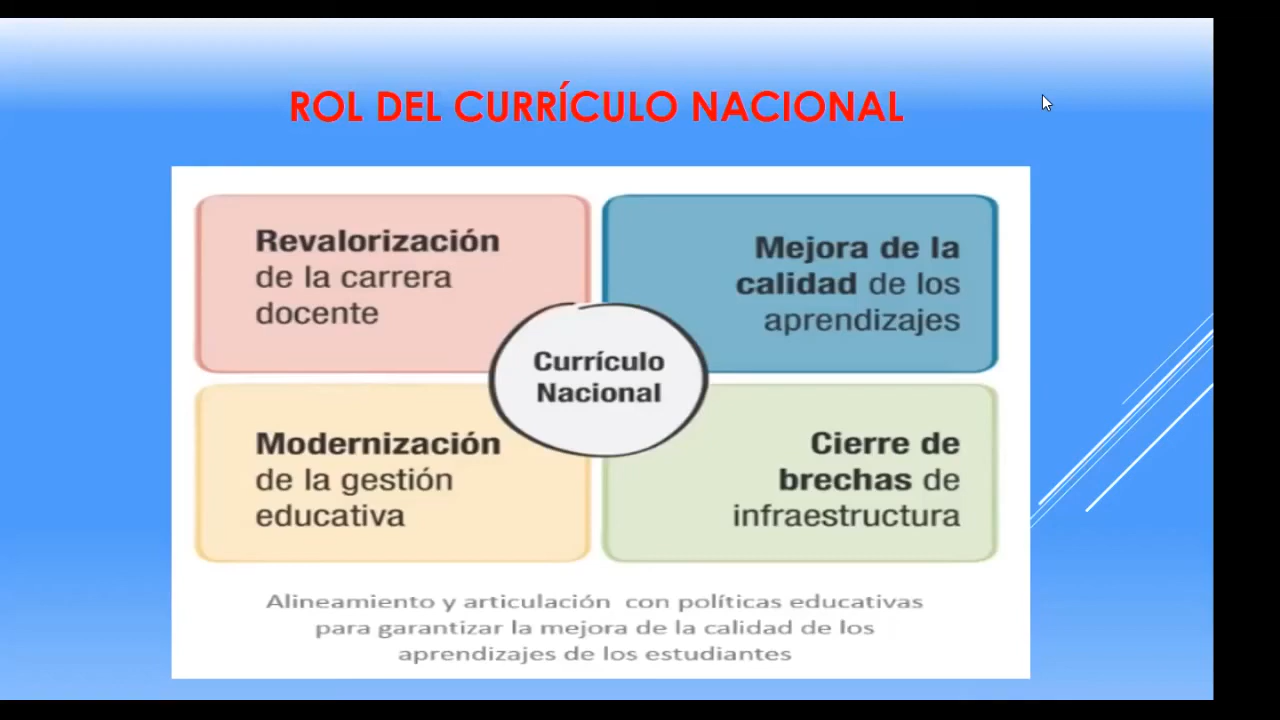 ROL DEL CURRÍCULO NACIONAL
Revalorización
de la carrera
docente
Mejora de la
calidad de los
aprendizajes
Currículo
Nacional
Modernización
de la gestión
educativa
Cierre de
brechas de
infraestructura
Alineamiento y articulación con políticas educativas
para garantizar la mejora de la calidad de los
aprendizajes de los estudiantes